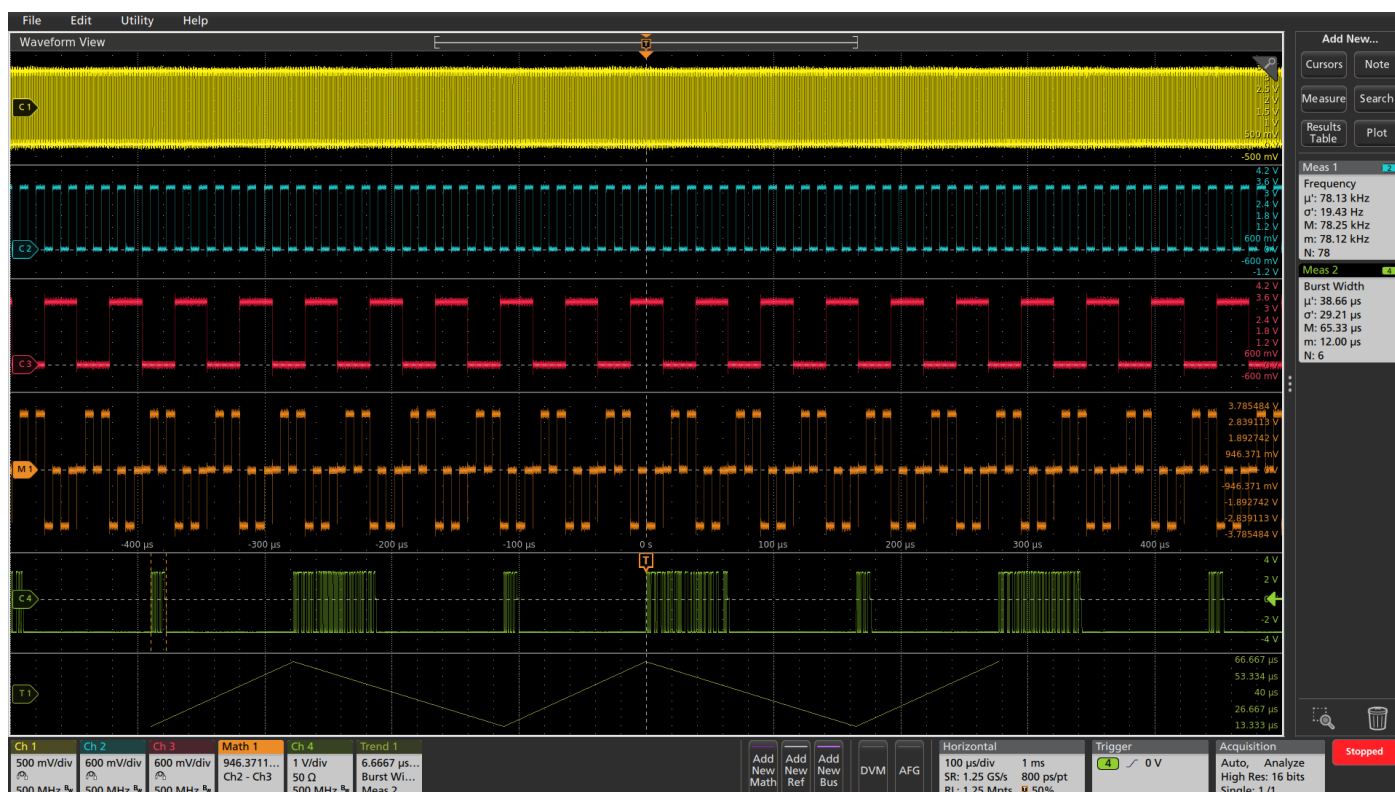 File Edit Utility Help
Waveform View
Add New...
Cursors Note
Measure Search
Results Table Plot
T
C 1
2.5 V
2 V
1.5 V
1 V
500 mV
-500 mV
C 2
4.2 V
3.6 V
3 V
2.4 V
1.8 V
1.2 V
600 mV
-600 mV
-1.2 V
C 3
4.2 V
3.6 V
3 V
2.4 V
1.8 V
1.2 V
600 mV
-600 mV
M 1
3.785484 V
2.839113 V
1.892742 V
946.371 mV
0 V
-946.371 mV
-1.892742 V
-2.839113 V
-3.785484 V
-400 µs -300 µs -200 µs -100 µs 0 s 100 µs 200 µs 300 µs 400 µs
T
C 4
4 V
2 V
-2 V
-4 V
T 1
66.667 µs
53.334 µs
40 µs
26.667 µs
13.333 µs
Meas 1 2
Frequency
µ': 78.13 kHz
σ': 19.43 Hz
M: 78.25 kHz
m: 78.12 kHz
N: 78
Meas 2 4
Burst Width
µ': 38.66 µs
σ': 29.21 µs
M: 65.33 µs
m: 12.00 µs
N: 6
Ch 1
500 mV/div
500 MHz
Ch 2
600 mV/div
500 MHz
Ch 3
600 mV/div
500 MHz
Math 1
946.3711...
Ch2 - Ch3
Ch 4
1 V/div
50 Ω
500 MHz
Trend 1
6.6667 µs...
Burst Wi...
Meas 2
Add New Math
Add New Ref
Add New Bus
DVM
AFG
Horizontal
100 µs/div 1 ms
SR: 1.25 GS/s 800 ps/pt
RL: 1.25 Mpts 50%
Trigger
4 0 V
Acquisition
Auto, Analyze
High Res: 16 bits
Single: 1/1
Stopped